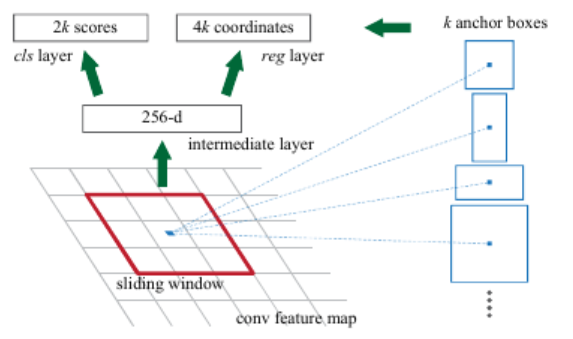 2k scores
4k coordinates
k anchor boxes
cls layer
reg layer
256-d
intermediate layer
sliding window
conv feature map